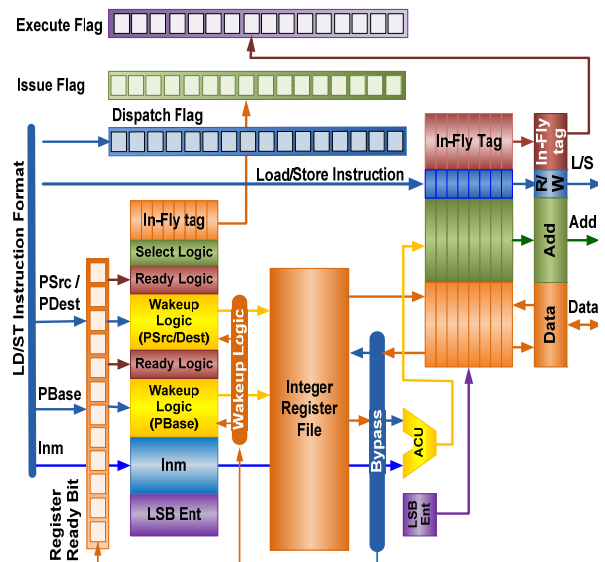 Execute Flag
Issue Flag
Dispatch Flag
In-Fly Tag
In-Fly tag
L/S
Load/Store Instruction
R/W
LD/ST Instruction Format
In-Fly tag
Select Logic
Add
Add
PSrc / PDest
Ready Logic
Wakeup Logic (PSrc/Dest)
Wakeup Logic
Data
Data
Ready Logic
PBase
Wakeup Logic (PBase)
Integer Register File
Bypass
ACU
Inm
Inm
LSB Ent
LSB Ent
Register Ready Bit